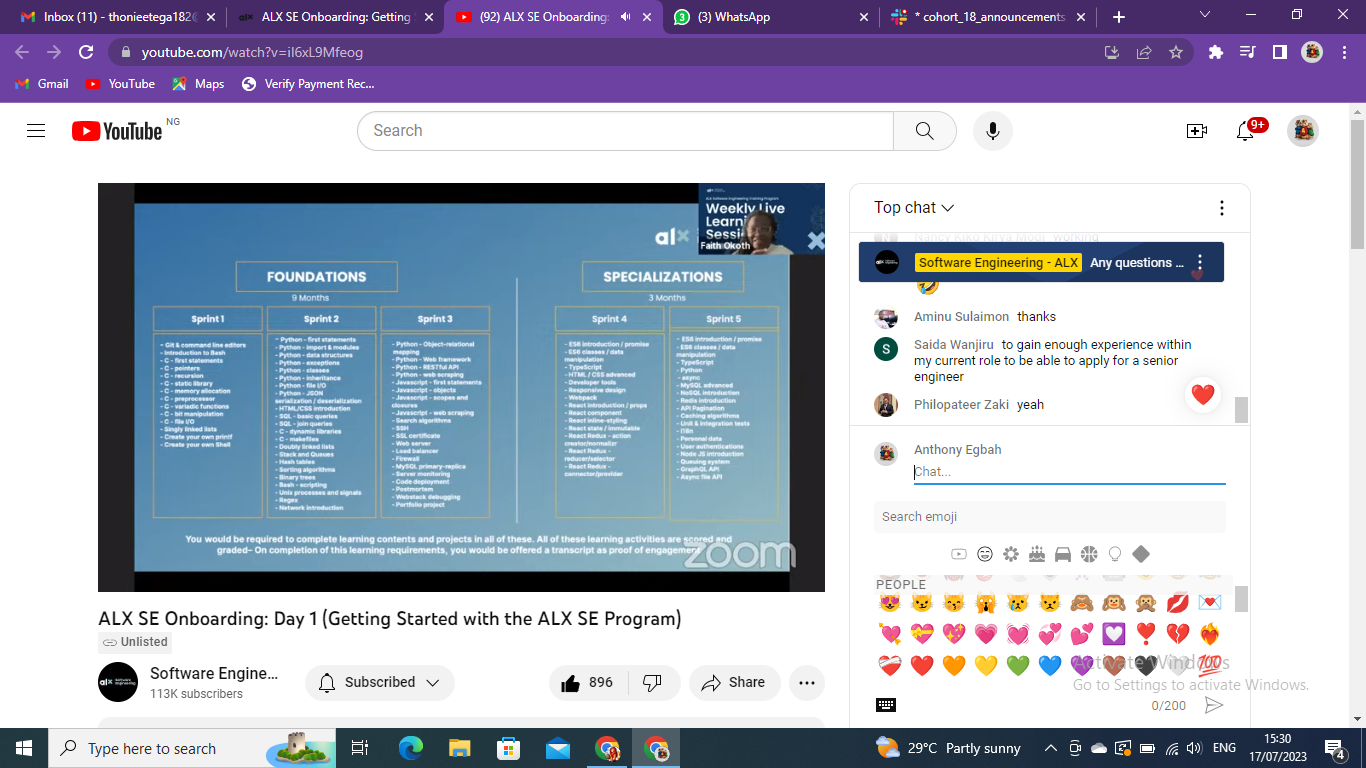 Inbox (11) - thonieetega182@
ALX SE Onboarding: Getting
(92) ALX SE Onboarding:
(3) WhatsApp
* cohort_18_announcements
youtube.com/watch?v=il6xL9Mfeog
Gmail
YouTube
Maps
Verify Payment Rec...
YouTube NG
Search
9+
alx
Weekly Live
Learni
Sessi
Faith Okoth
FOUNDATIONS
9 Months
Sprint 1
- Git & command line editors
- Introduction to Bash
- C - first statements
- C - pointers
- C - recursion
- C - static library
- C - memory allocation
- C - preprocessor
- C - variadic functions
- C - bit manipulation
- C - file I/O
- Singly linked lists
- Create your own printf
- Create your own Shell
Sprint 2
- Python - first statements
- Python - import & modules
- Python - data structures
- Python - exceptions
- Python - classes
- Python - inheritance
- Python - file I/O
- Python - JSON
serialization / deserialization
- HTML/CSS introduction
- SQL - basic queries
- SQL - join queries
- C - dynamic libraries
- C - makefiles
- Doubly linked lists
- Stack and Queues
- Hash tables
- Sorting algorithms
- Binary trees
- Bash - scripting
- Unix processes and signals
- Regex
- Network introduction
Sprint 3
- Python - Object-relational
mapping
- Python - Web framework
- Python - RESTful API
- Python - web scraping
- Javascript - first statements
- Javascript - objects
- Javascript - scopes and
closures
- Javascript - web scraping
- Search algorithms
- SSH
- SSL certificate
- Web server
- Load balancer
- Firewall
- MySQL primary-replica
- Server monitoring
- Code deployment
- Postmortem
- Webstack debugging
- Portfolio project
SPECIALIZATIONS
3 Months
Sprint 4
- ES6 introduction / promise
- ES6 classes / data
manipulation
- TypeScript
- HTML / CSS advanced
- Developer tools
- Responsive design
- Webpack
- React introduction / props
- React component
- React inline-styling
- React state / immutable
- React Redux - action
creator/normalizr
- React Redux -
reducer/selector
- React Redux -
connector/provider
Sprint 5
- ES6 introduction / promise
- ES6 classes / data
manipulation
- TypeScript
- Python
- async
- MySQL advanced
- NoSQL introduction
- Redis introduction
- API Pagination
- Caching algorithms
- Unit & Integration tests
- i18n
- Personal data
- User authentications
- Node JS introduction
- Queuing system
- GraphQL API
- Async file API
You would be required to complete learning contents and projects in all of these. All of these learning activities are scored and
graded– On completion of this learning requirements, you would be offered a transcript as proof of engagement
zoom
ALX SE Onboarding: Day 1 (Getting Started with the ALX SE Program)
Unlisted
Software Engine...
113K subscribers
Subscribed
896
Share
Top chat
Nancy Kiko Kuya Mogi working
Software Engineering - ALX Any questions ...
Aminu Sulaimon thanks
Saida Wanjiru to gain enough experience within
my current role to be able to apply for a senior
engineer
Philopateer Zaki yeah
Anthony Egbah
Chat...
Search emoji
PEOPLE
Activate Windows
Go to Settings to activate Windows.
0/200
Type here to search
29°C Partly sunny
ENG
15:30
17/07/2023
4